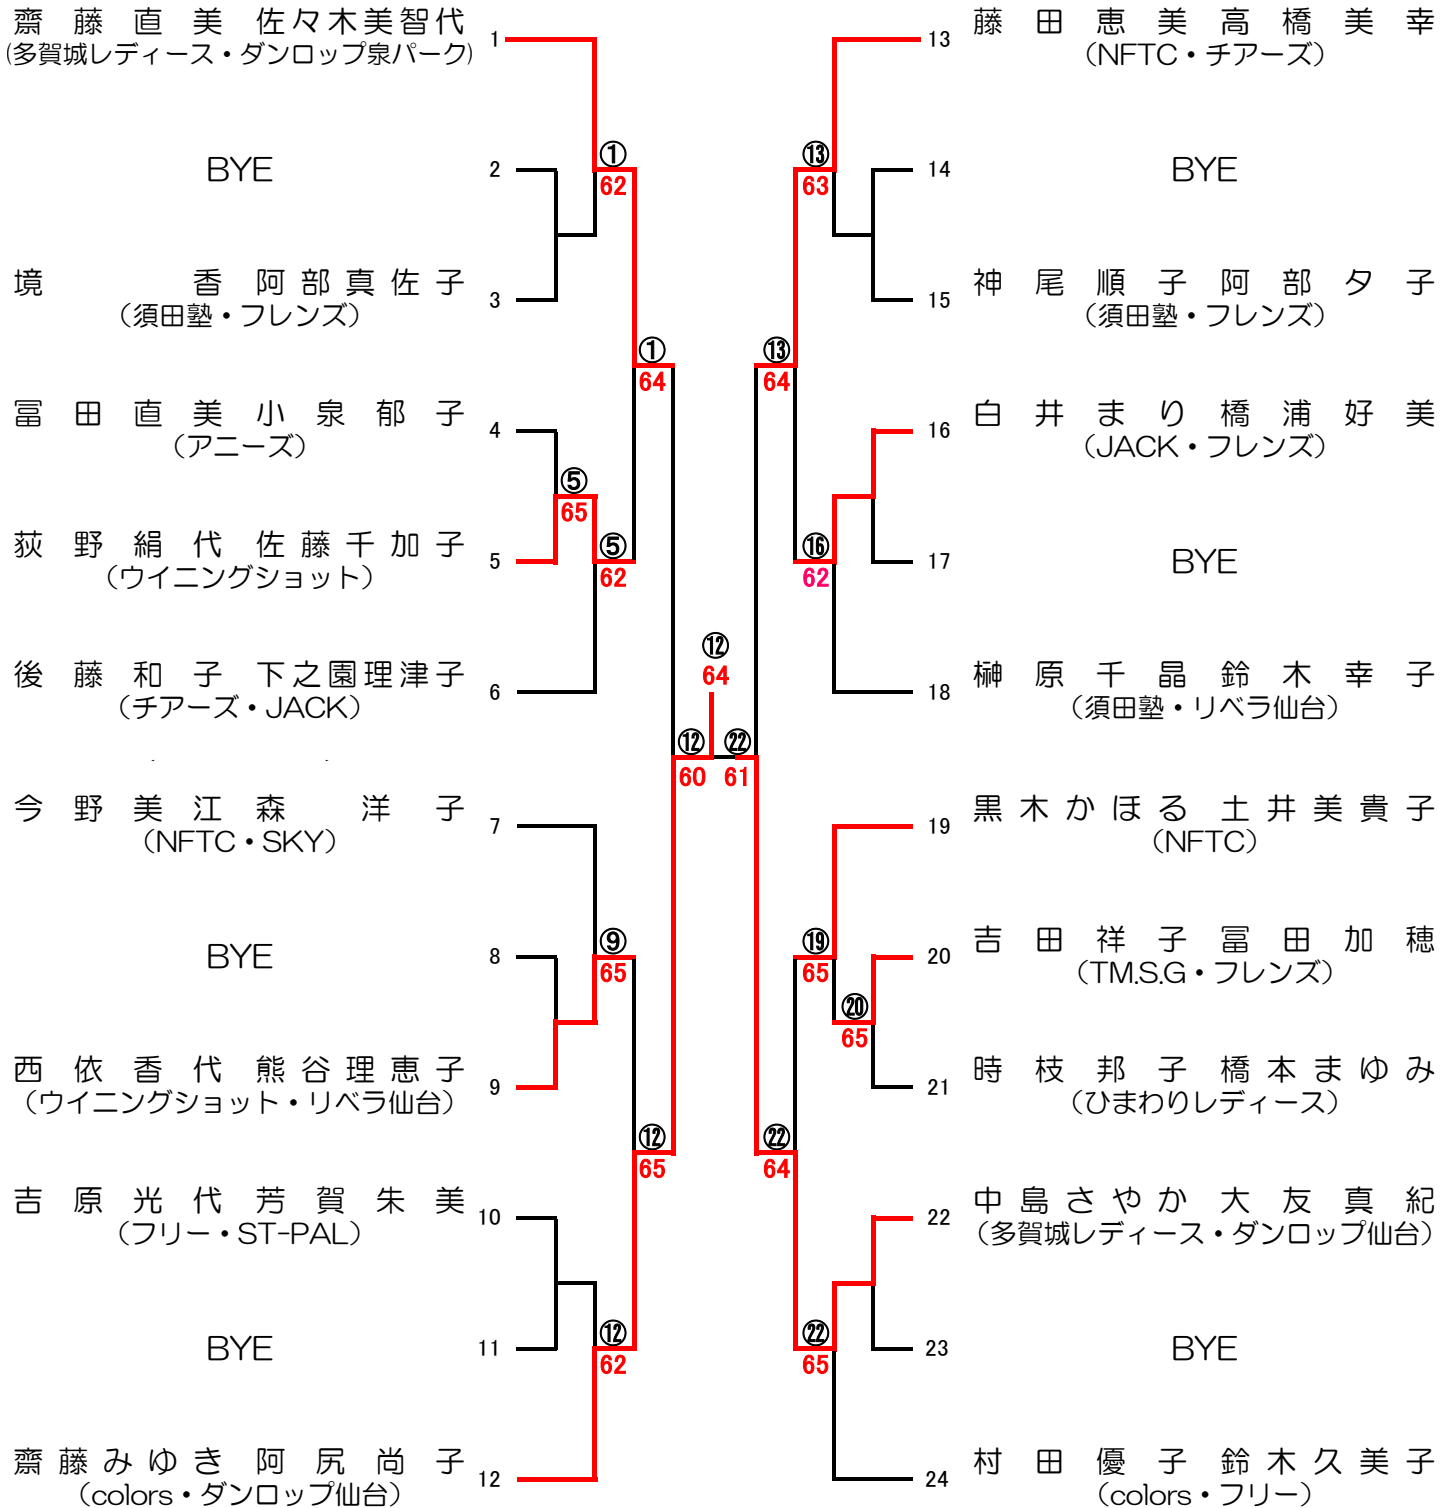 齋藤直美 佐々木美智代
(多賀城レディース・ダンロップ泉パーク)
1
BYE
2
境 香 阿部真佐子
(須田塾・フレンズ)
3
冨田直美 小泉郁子
(アニーズ)
4
荻野絹代 佐藤千加子
(ウイニングショット)
5
後藤和子 下之園理津子
(チアーズ・JACK)
6
今野美江 森洋子
(NFTC・SKY)
7
BYE
8
西依香代 熊谷理恵子
(ウイニングショット・リベラ仙台)
9
吉原光代 芳賀朱美
(フリー・ST-PAL)
10
BYE
11
齋藤みゆき 阿尻尚子
(colors・ダンロップ仙台)
12
①
62
①
64
⑤
65
⑤
62
⑨
65
⑫
65
⑫
62
⑫
60
⑫
64
㉒
61
⑬
63
⑬
64
⑯
62
⑲
65
⑳
65
㉒
64
㉒
65
13
藤田恵美 高橋美幸
(NFTC・チアーズ)
14
BYE
15
神尾順子 阿部夕子
(須田塾・フレンズ)
16
白井まり 橋浦好美
(JACK・フレンズ)
17
BYE
18
榊原千晶 鈴木幸子
(須田塾・リベラ仙台)
19
黒木かほる 土井美貴子
(NFTC)
20
吉田祥子 冨田加穂
(TM.S.G・フレンズ)
21
時枝邦子 橋本まゆみ
(ひまわりレディース)
22
中島さやか 大友真紀
(多賀城レディース・ダンロップ仙台)
23
BYE
24
村田優子 鈴木久美子
(colors・フリー)